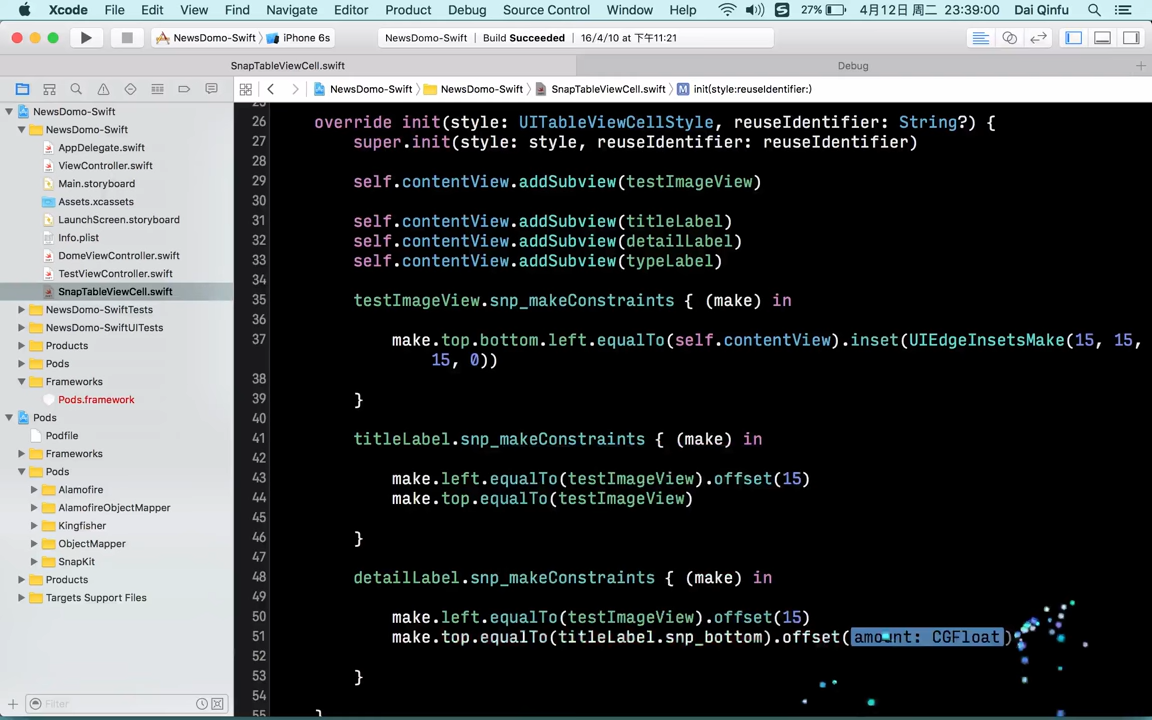 Xcode File Edit View Find Navigate Editor Product Debug Source Control Window Help 27% 4月12日 周二 23:39:00 Dai Qinfu
NewsDomo-Swift iPhone 6s NewsDomo-Swift Build Succeeded 16/4/10 at 下午11:21
SnapTableViewCell.swift Debug
NewsDomo-Swift NewsDomo-Swift SnapTableViewCell.swift M init(style:reuseIdentifier:)
NewsDomo-Swift
NewsDomo-Swift
AppDelegate.swift
ViewController.swift
Main.storyboard
Assets.xcassets
LaunchScreen.storyboard
Info.plist
DomeViewController.swift
TestViewController.swift
SnapTableViewCell.swift
NewsDomo-SwiftTests
NewsDomo-SwiftUITests
Products
Pods
Frameworks
Pods.framework
Pods
Podfile
Frameworks
Pods
Alamofire
AlamofireObjectMapper
Kingfisher
ObjectMapper
SnapKit
Products
Targets Support Files
Filter
25
26 override init(style: UITableViewCellStyle, reuseIdentifier: String?) {
27 super.init(style: style, reuseIdentifier: reuseIdentifier)
28
29 self.contentView.addSubview(testImageView)
30
31 self.contentView.addSubview(titleLabel)
32 self.contentView.addSubview(detailLabel)
33 self.contentView.addSubview(typeLabel)
34
35 testImageView.snp_makeConstraints { (make) in
36
37 make.top.bottom.left.equalTo(self.contentView).inset(UIEdgeInsetsMake(15, 15,
15, 0))
38
39 }
40
41 titleLabel.snp_makeConstraints { (make) in
42
43 make.left.equalTo(testImageView).offset(15)
44 make.top.equalTo(testImageView)
45
46 }
47
48 detailLabel.snp_makeConstraints { (make) in
49
50 make.left.equalTo(testImageView).offset(15)
51 make.top.equalTo(titleLabel.snp_bottom).offset(amount: CGFloat)
52
53 }
54
55 }